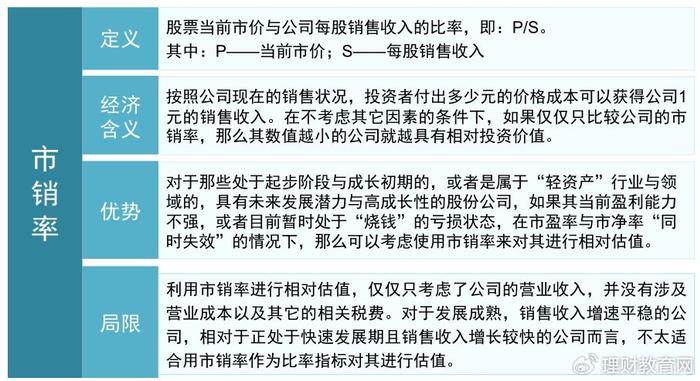 市销率
定义
股票当前市价与公司每股销售收入的比率，即：P/S。
其中：P——当前市价；S——每股销售收入
经济
含义
按照公司现在的销售状况，投资者付出多少元的价格成本可以获得公司1
元的销售收入。在不考虑其它因素的条件下，如果仅仅只比较公司的市
销率，那么其数值越小的公司就越具有相对投资价值。
优势
对于那些处于起步阶段与成长初期的，或者是属于“轻资产”行业与领
域的，具有未来发展潜力与高成长性的股份公司，如果其当前盈利能力
不强，或者目前暂时处于“烧钱”的亏损状态，在市盈率与市净率“同
时失效”的情况下，那么可以考虑使用市销率来对其进行相对估值。
局限
利用市销率进行相对估值，仅仅只考虑了公司的营业收入，并没有涉及
营业成本以及其它的相关税费。对于发展成熟，销售收入增速平稳的公
司，相对于正处于快速发展期且销售收入增长较快的公司而言，不太适
合用市销率作为比率指标对其进行估值。
@理财教育网